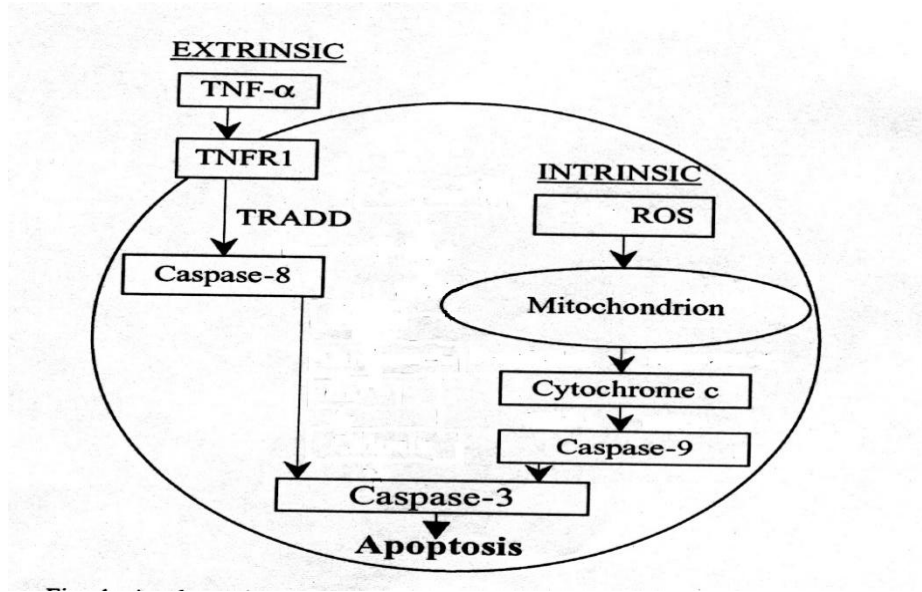 EXTRINSIC
TNF-α
TNFR1
TRADD
Caspase-8
INTRINSIC
ROS
Mitochondrion
Cytochrome c
Caspase-9
Caspase-3
Apoptosis